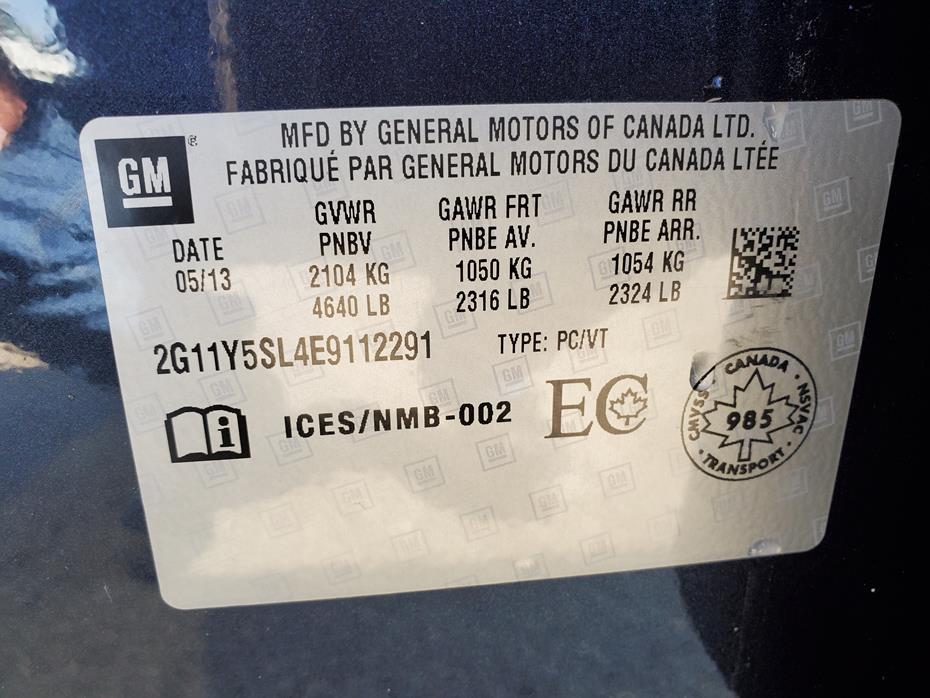 GM
MFD BY GENERAL MOTORS OF CANADA LTD.
FABRIQUÉ PAR GENERAL MOTORS DU CANADA LTÉE
DATE
05/13
GVWR
PNBV
2104 KG
4640 LB
GAWR FRT
PNBE AV.
1050 KG
2316 LB
GAWR RR
PNBE ARR.
1054 KG
2324 LB
2G11Y5SL4E9112291
TYPE: PC/VT
i
ICES/NMB-002
EC
CANADA · NSVAC · TRANSPORT · CMVSS
985